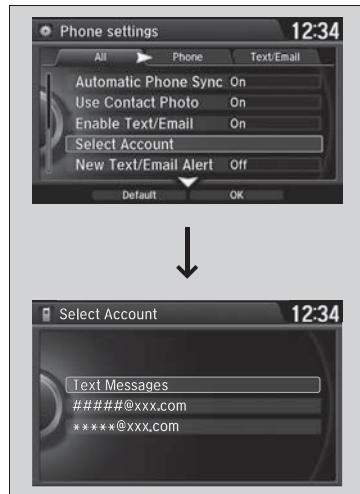 Phone settings 12:34
All Phone Text/Email
Automatic Phone Sync On
Use Contact Photo On
Enable Text/Email On
Select Account
New Text/Email Alert Off
Default OK
Select Account 12:34
Text Messages
#####@xxx.com
*****@xxx.com